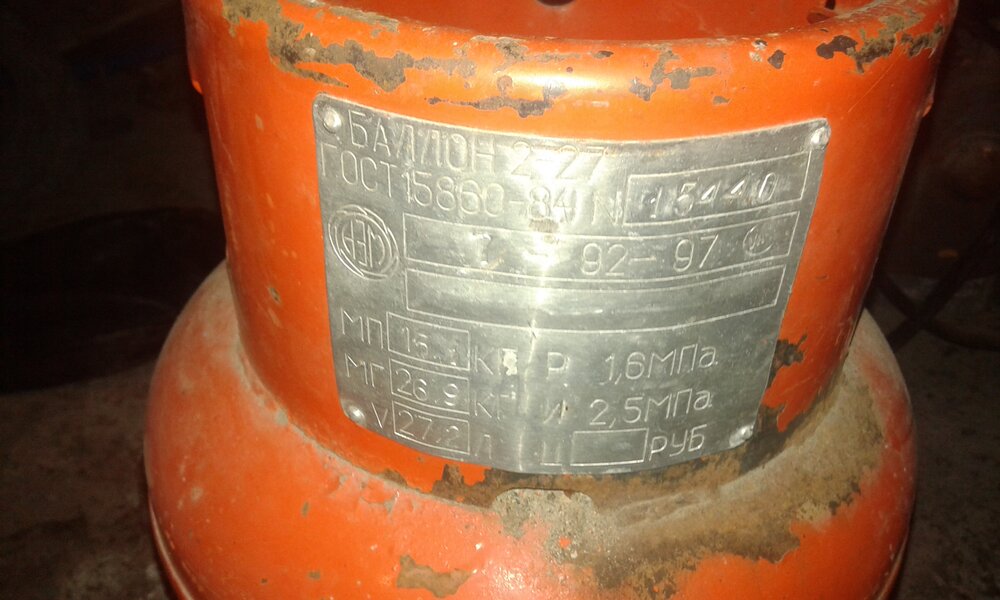 БАЛЛОН 2-27
ГОСТ 15860-84 N 15440
92-97
МП 15. КГ Р 1,6МПа
МГ 26.9 КГ И 2,5МПа
V 27.2 Л Ц РУБ